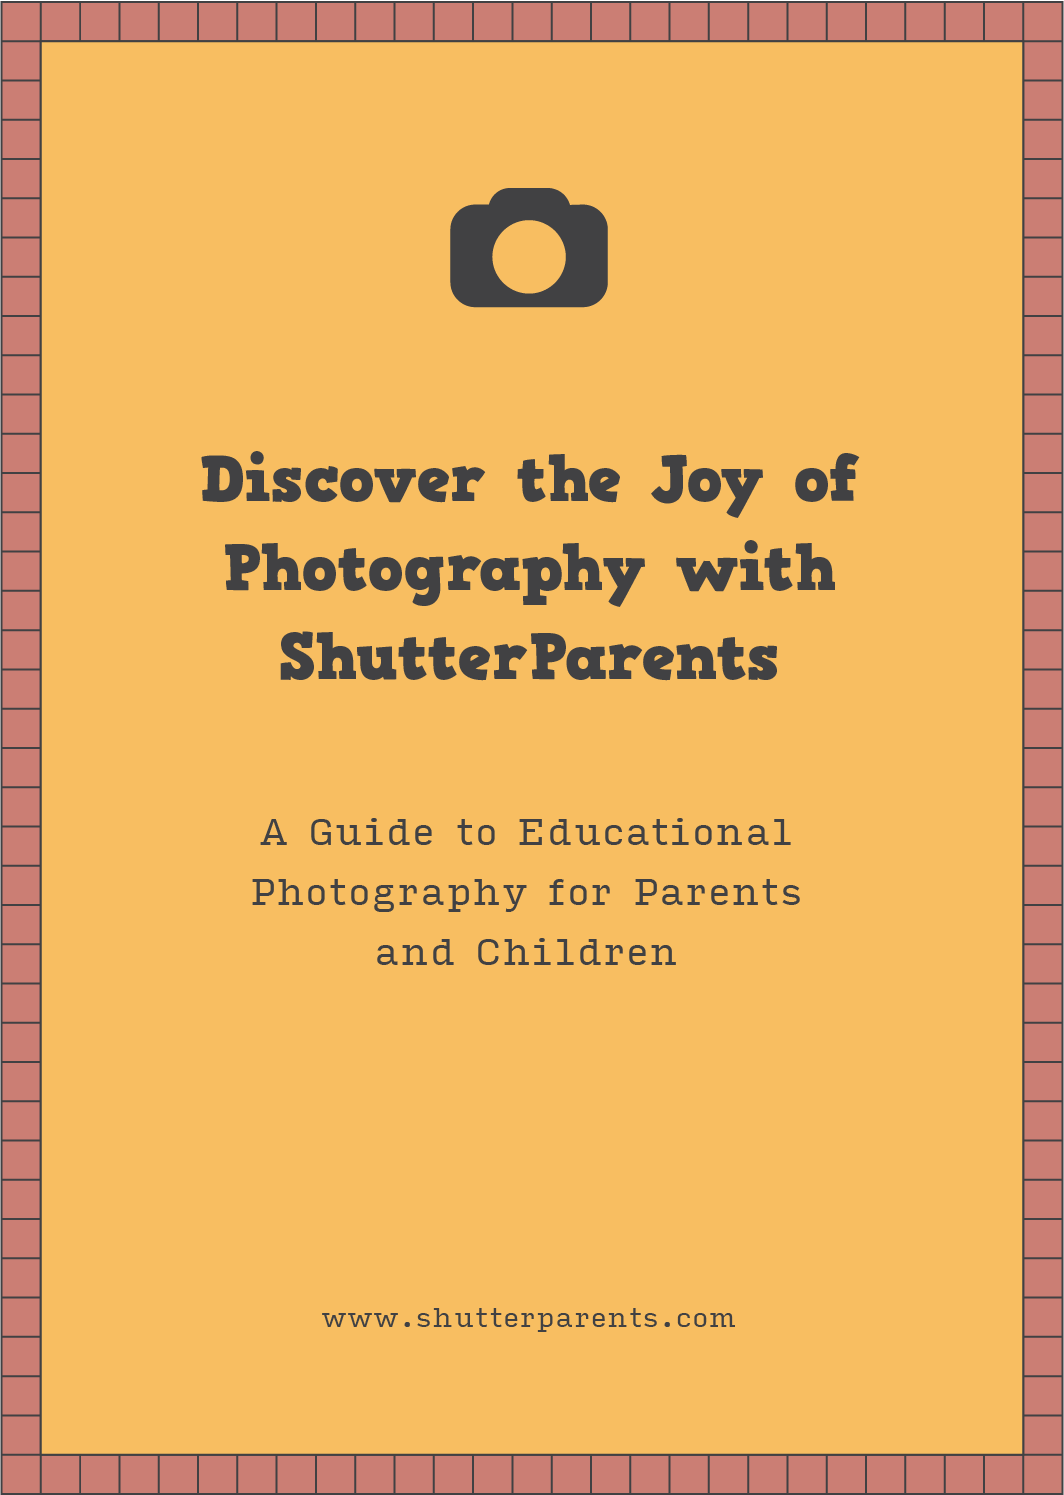 Discover the Joy of
Photography with
ShutterParents
A Guide to Educational
Photography for Parents
and Children
www.shutterparents.com